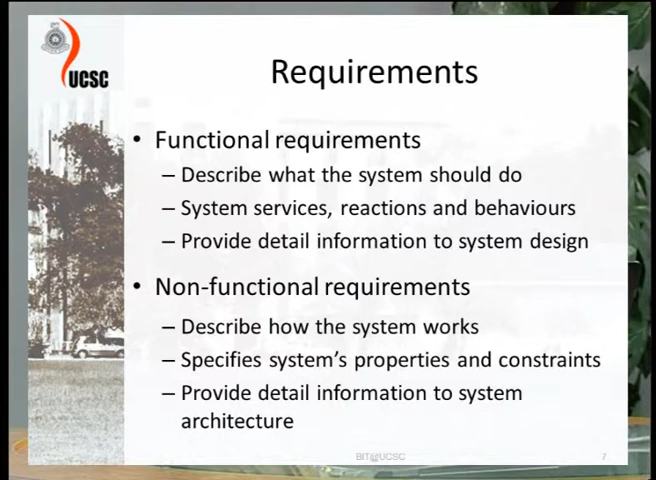 UCSC
Requirements
• Functional requirements
– Describe what the system should do
– System services, reactions and behaviours
– Provide detail information to system design
• Non-functional requirements
– Describe how the system works
– Specifies system's properties and constraints
– Provide detail information to system
architecture
BIT@UCSC
7